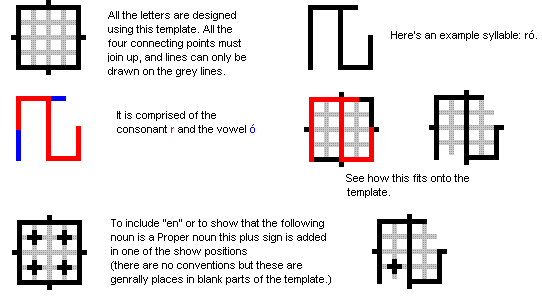 All the letters are designed
using this template. All the
four connecting points must
join up, and lines can only be
drawn on the grey lines.
Here's an example syllable: ró.
It is comprised of the
consonant r and the vowel ó
See how this fits onto the
template.
To include "en" or to show that the following
noun is a Proper noun this plus sign is added
in one of the show positions
(there are no conventions but these are
genrally places in blank parts of the template.)